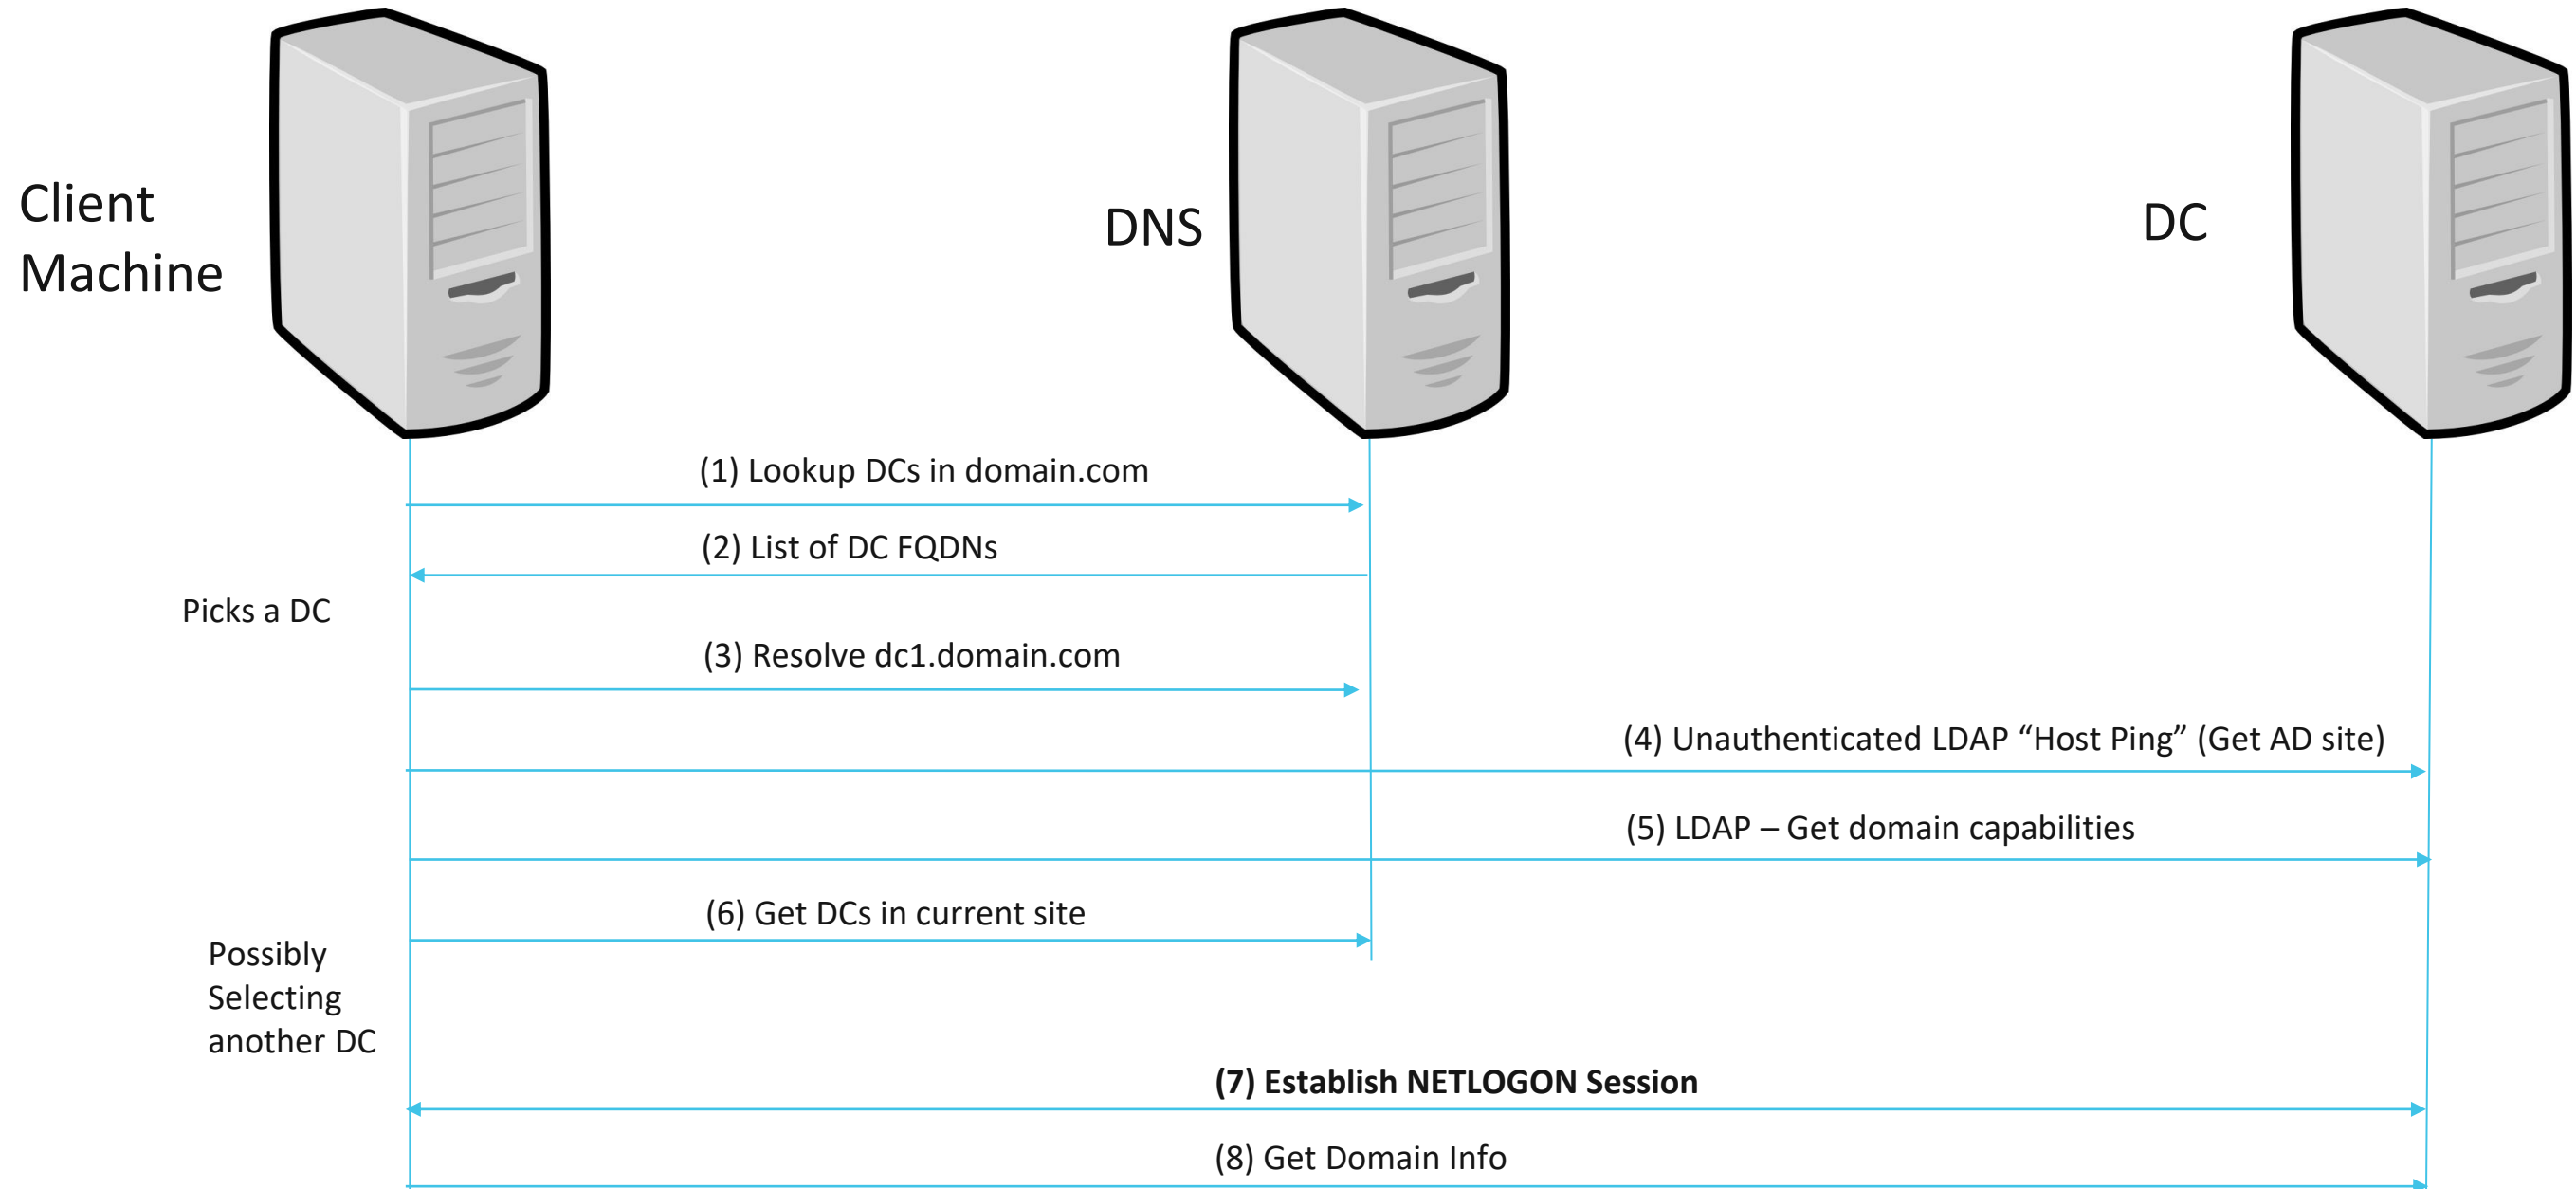 Client
Machine
DNS
DC
(1) Lookup DCs in domain.com
(2) List of DC FQDNs
Picks a DC
(3) Resolve dc1.domain.com
(4) Unauthenticated LDAP “Host Ping” (Get AD site)
(5) LDAP – Get domain capabilities
(6) Get DCs in current site
Possibly
Selecting
another DC
(7) Establish NETLOGON Session
(8) Get Domain Info